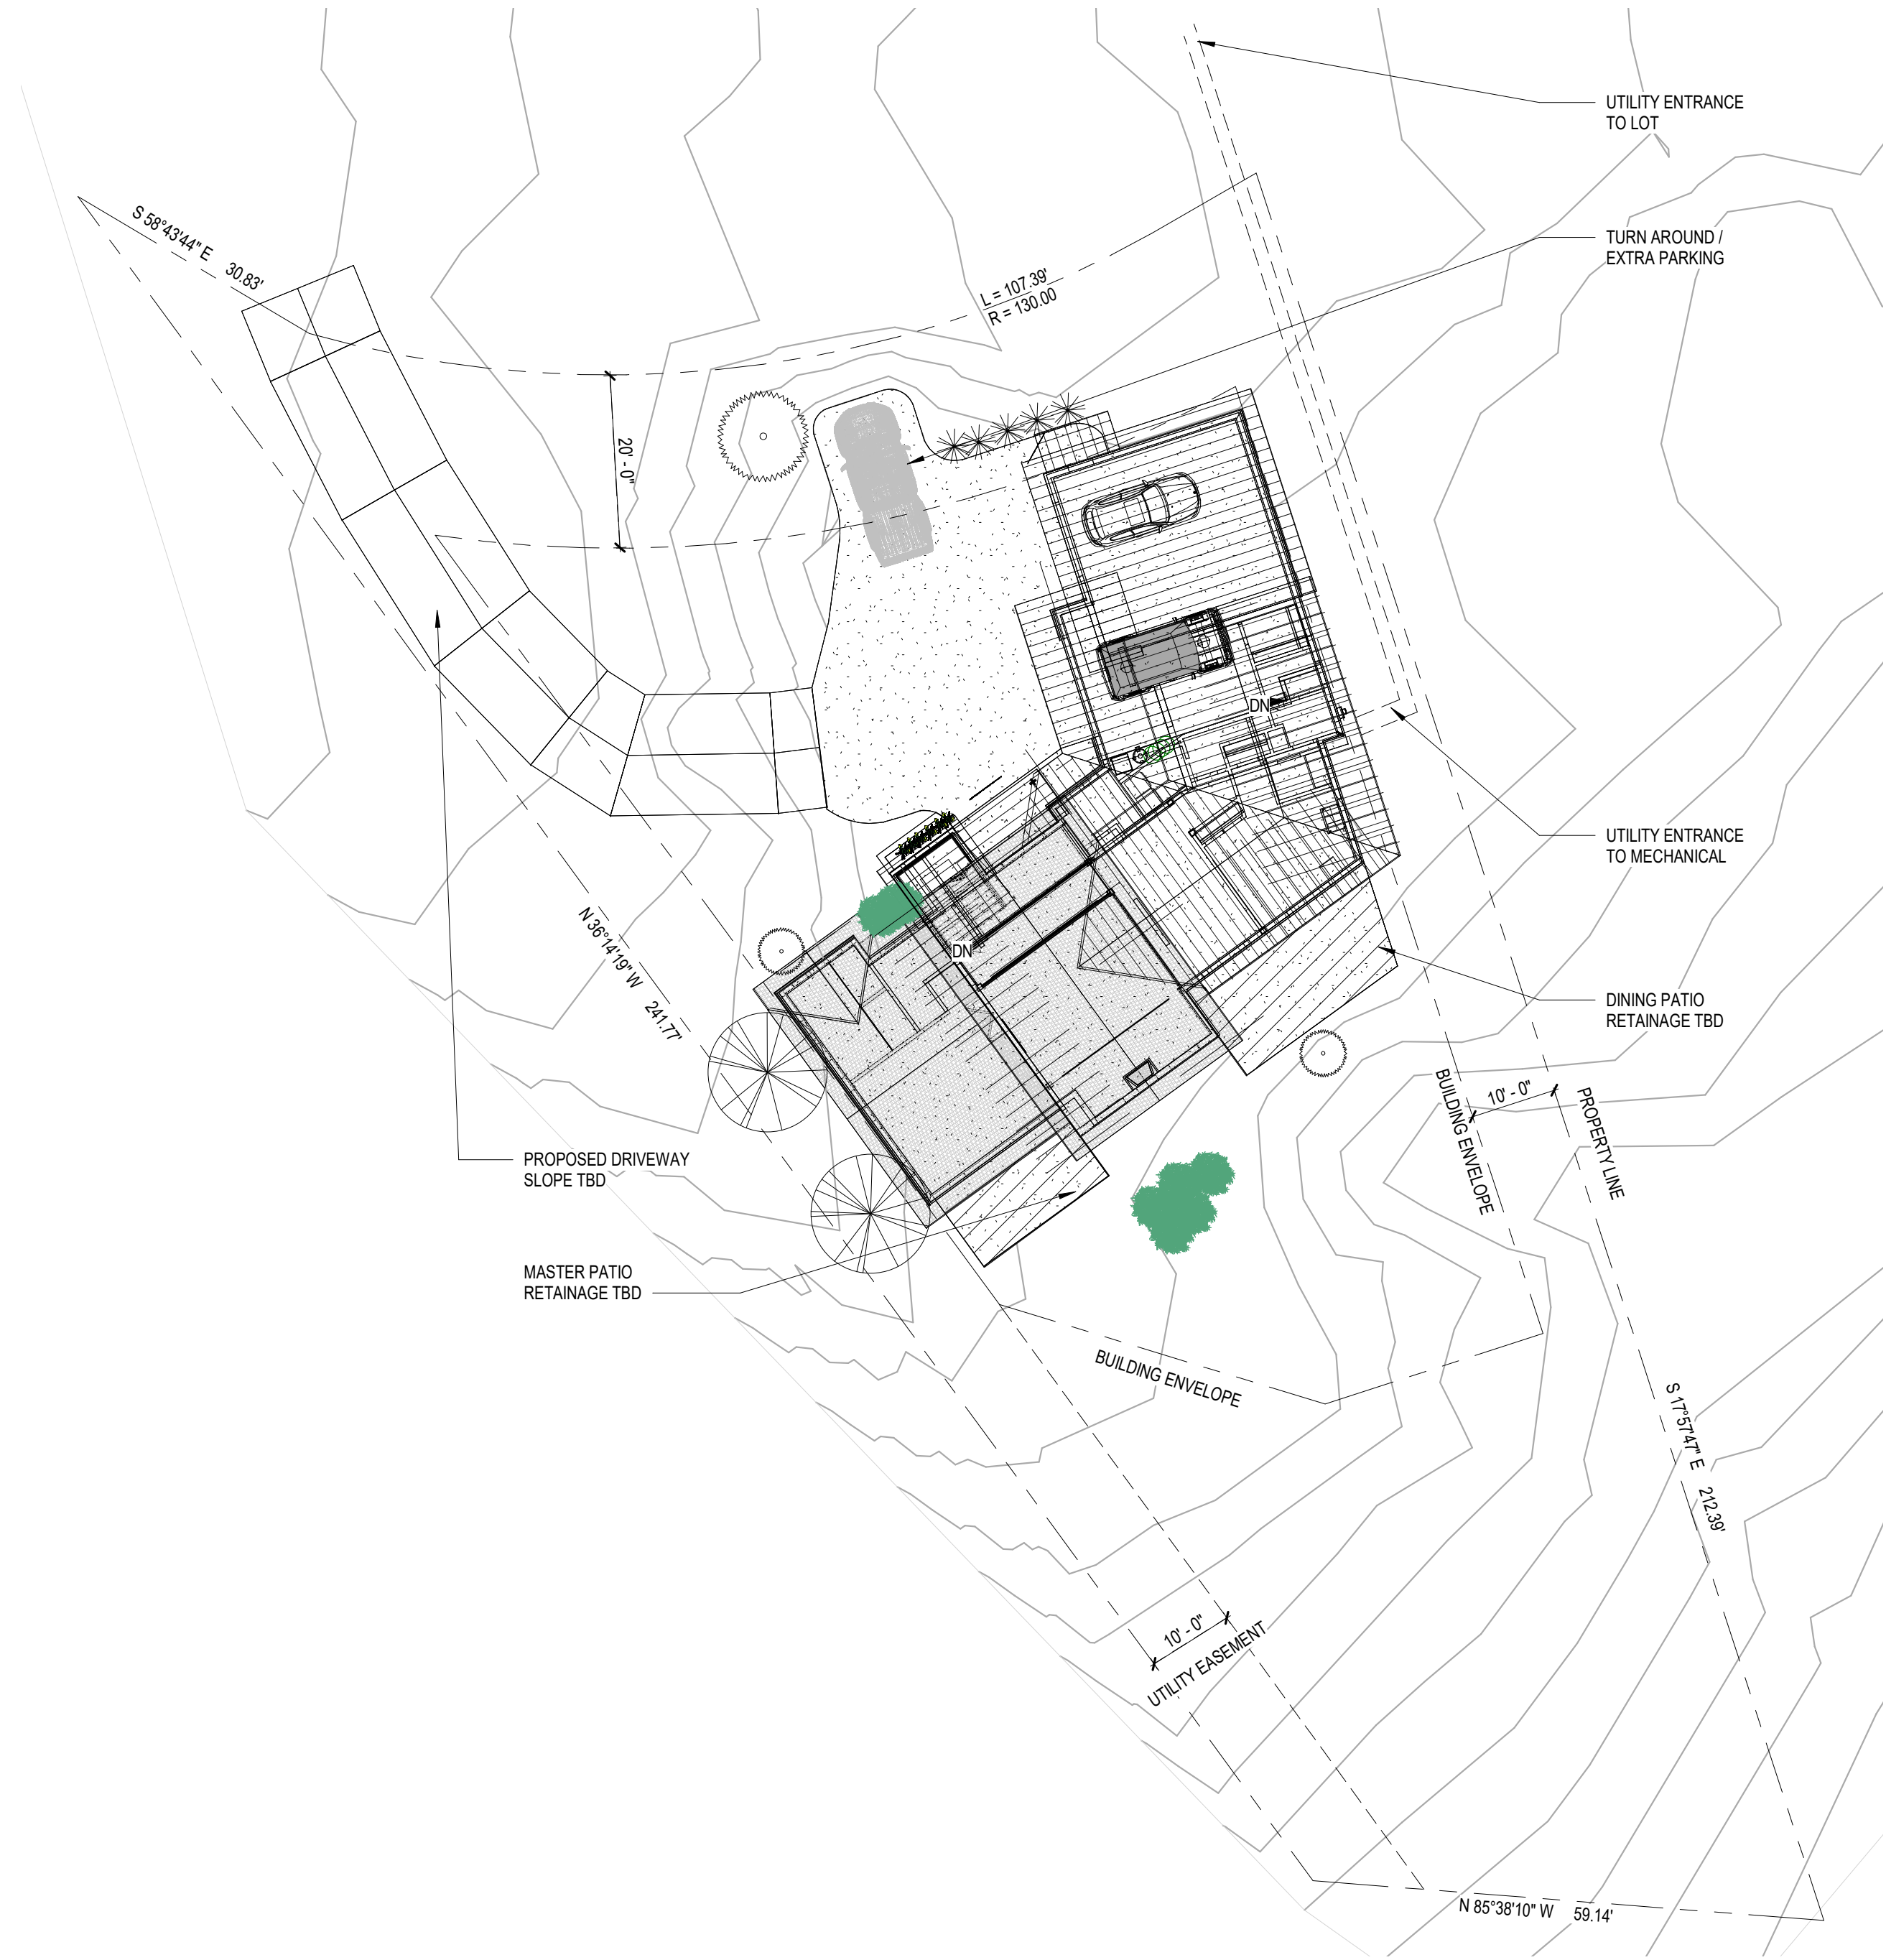 UTILITY ENTRANCE
TO LOT
S 58°43'44" E    30.83'
TURN AROUND /
EXTRA PARKING
L = 107.39'
R = 130.00
20' - 0"
DN
UTILITY ENTRANCE
TO MECHANICAL
N 36°14'19" W    241.77'
DN
DINING PATIO
RETAINAGE TBD
BUILDING ENVELOPE
10' - 0"
PROPERTY LINE
PROPOSED DRIVEWAY
SLOPE TBD
MASTER PATIO
RETAINAGE TBD
BUILDING ENVELOPE
S 17°57'47" E    212.39'
10' - 0"
UTILITY EASEMENT
N 85°38'10" W    59.14'